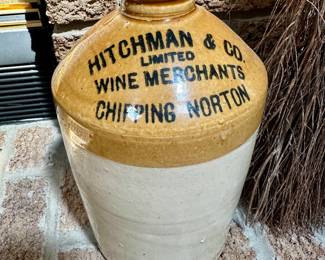 HITCHMAN & CO.
LIMITED
WINE MERCHANTS
CHIPPING NORTON